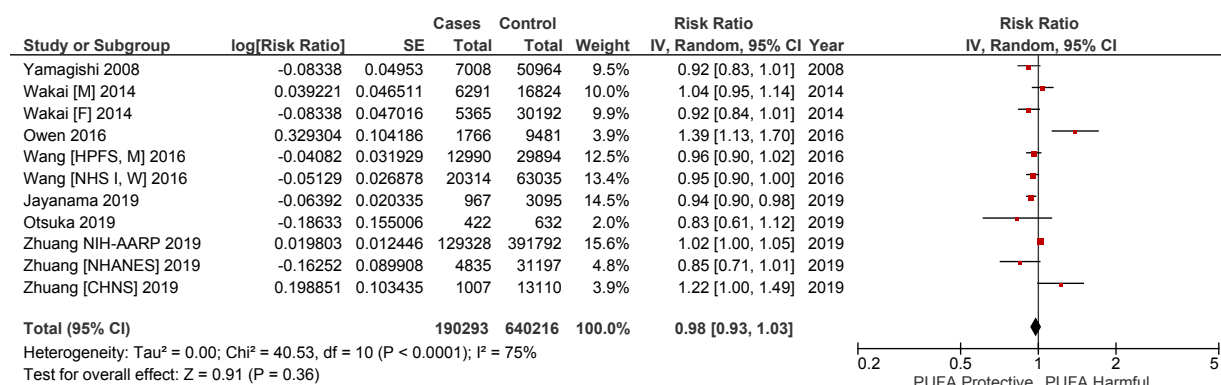 Cases Control Risk Ratio Risk Ratio
Study or Subgroup log[Risk Ratio] SE Total Total Weight IV, Random, 95% CI Year IV, Random, 95% CI
Yamagishi 2008 -0.08338 0.04953 7008 50964 9.5% 0.92 [0.83, 1.01] 2008
Wakai [M] 2014 0.039221 0.046511 6291 16824 10.0% 1.04 [0.95, 1.14] 2014
Wakai [F] 2014 -0.08338 0.047016 5365 30192 9.9% 0.92 [0.84, 1.01] 2014
Owen 2016 0.329304 0.104186 1766 9481 3.9% 1.39 [1.13, 1.70] 2016
Wang [HPFS, M] 2016 -0.04082 0.031929 12990 29894 12.5% 0.96 [0.90, 1.02] 2016
Wang [NHS I, W] 2016 -0.05129 0.026878 20314 63035 13.4% 0.95 [0.90, 1.00] 2016
Jayanama 2019 -0.06392 0.020335 967 3095 14.5% 0.94 [0.90, 0.98] 2019
Otsuka 2019 -0.18633 0.155006 422 632 2.0% 0.83 [0.61, 1.12] 2019
Zhuang NIH-AARP 2019 0.019803 0.012446 129328 391792 15.6% 1.02 [1.00, 1.05] 2019
Zhuang [NHANES] 2019 -0.16252 0.089908 4835 31197 4.8% 0.85 [0.71, 1.01] 2019
Zhuang [CHNS] 2019 0.198851 0.103435 1007 13110 3.9% 1.22 [1.00, 1.49] 2019
Total (95% CI) 190293 640216 100.0% 0.98 [0.93, 1.03]
Heterogeneity: Tau² = 0.00; Chi² = 40.53, df = 10 (P < 0.0001); I² = 75%
Test for overall effect: Z = 0.91 (P = 0.36)
0.2 0.5 1 2 5
PUFA Protective PUFA Harmful